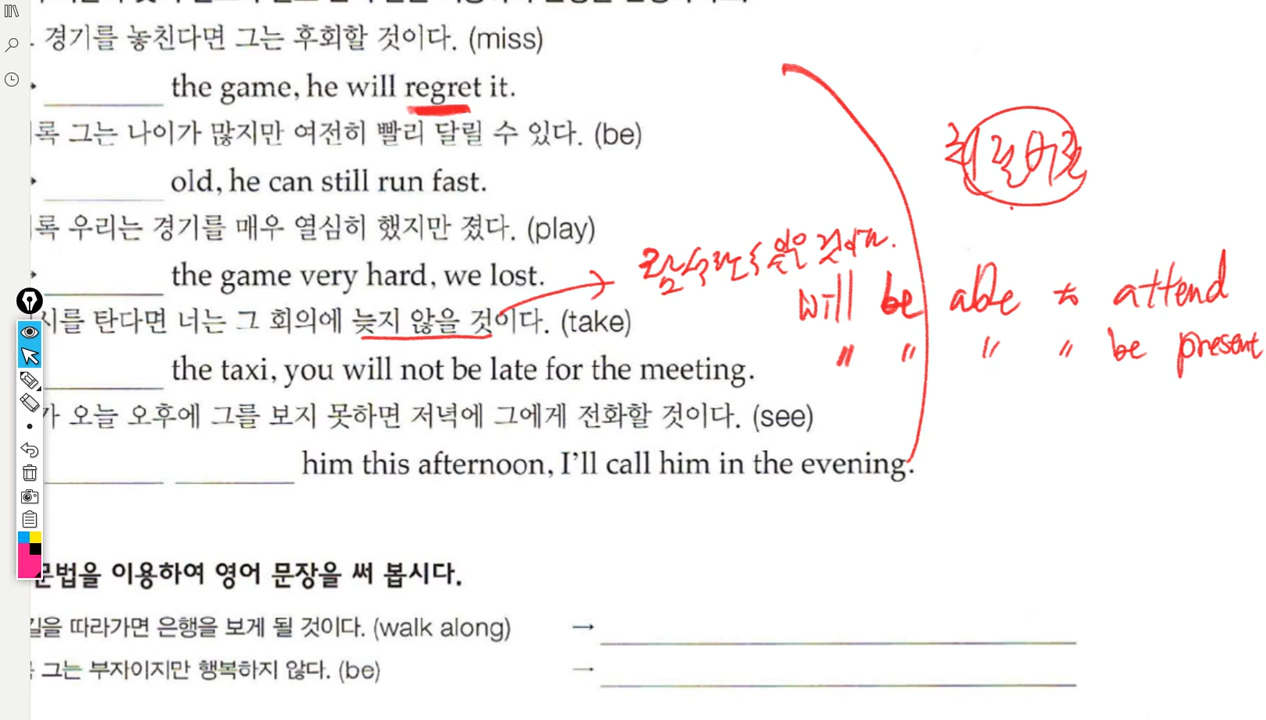 경기를 놓친다면 그는 후회할 것이다. (miss)
the game, he will regret it.
록 그는 나이가 많지만 여전히 빨리 달릴 수 있다. (be)
old, he can still run fast.
록 우리는 경기를 매우 열심히 했지만 졌다. (play)
the game very hard, we lost.
시를 탄다면 너는 그 회의에 늦지 않을 것이다. (take)
the taxi, you will not be late for the meeting.
가 오늘 오후에 그를 보지 못하면 저녁에 그에게 전화할 것이다. (see)
him this afternoon, I'll call him in the evening.
will be able to attend
" " " " be present
문법을 이용하여 영어 문장을 써 봅시다.
길을 따라가면 은행을 보게 될 것이다. (walk along) →
록 그는 부자이지만 행복하지 않다. (be) →